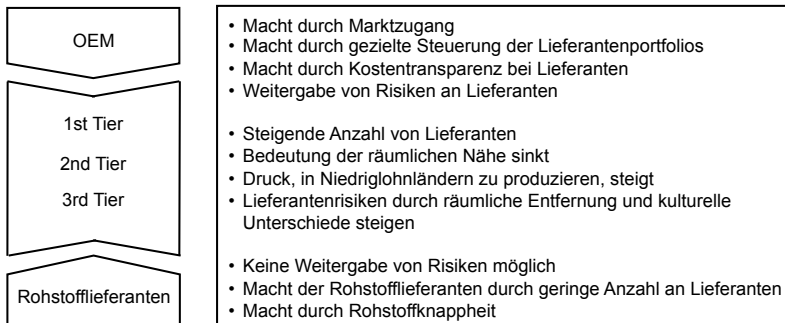 OEM
1st Tier
2nd Tier
3rd Tier
Rohstofflieferanten
• Macht durch Marktzugang
• Macht durch gezielte Steuerung der Lieferantenportfolios
• Macht durch Kostentransparenz bei Lieferanten
• Weitergabe von Risiken an Lieferanten
• Steigende Anzahl von Lieferanten
• Bedeutung der räumlichen Nähe sinkt
• Druck, in Niedriglohnländern zu produzieren, steigt
• Lieferantenrisiken durch räumliche Entfernung und kulturelle
Unterschiede steigen
• Keine Weitergabe von Risiken möglich
• Macht der Rohstofflieferanten durch geringe Anzahl an Lieferanten
• Macht durch Rohstoffknappheit